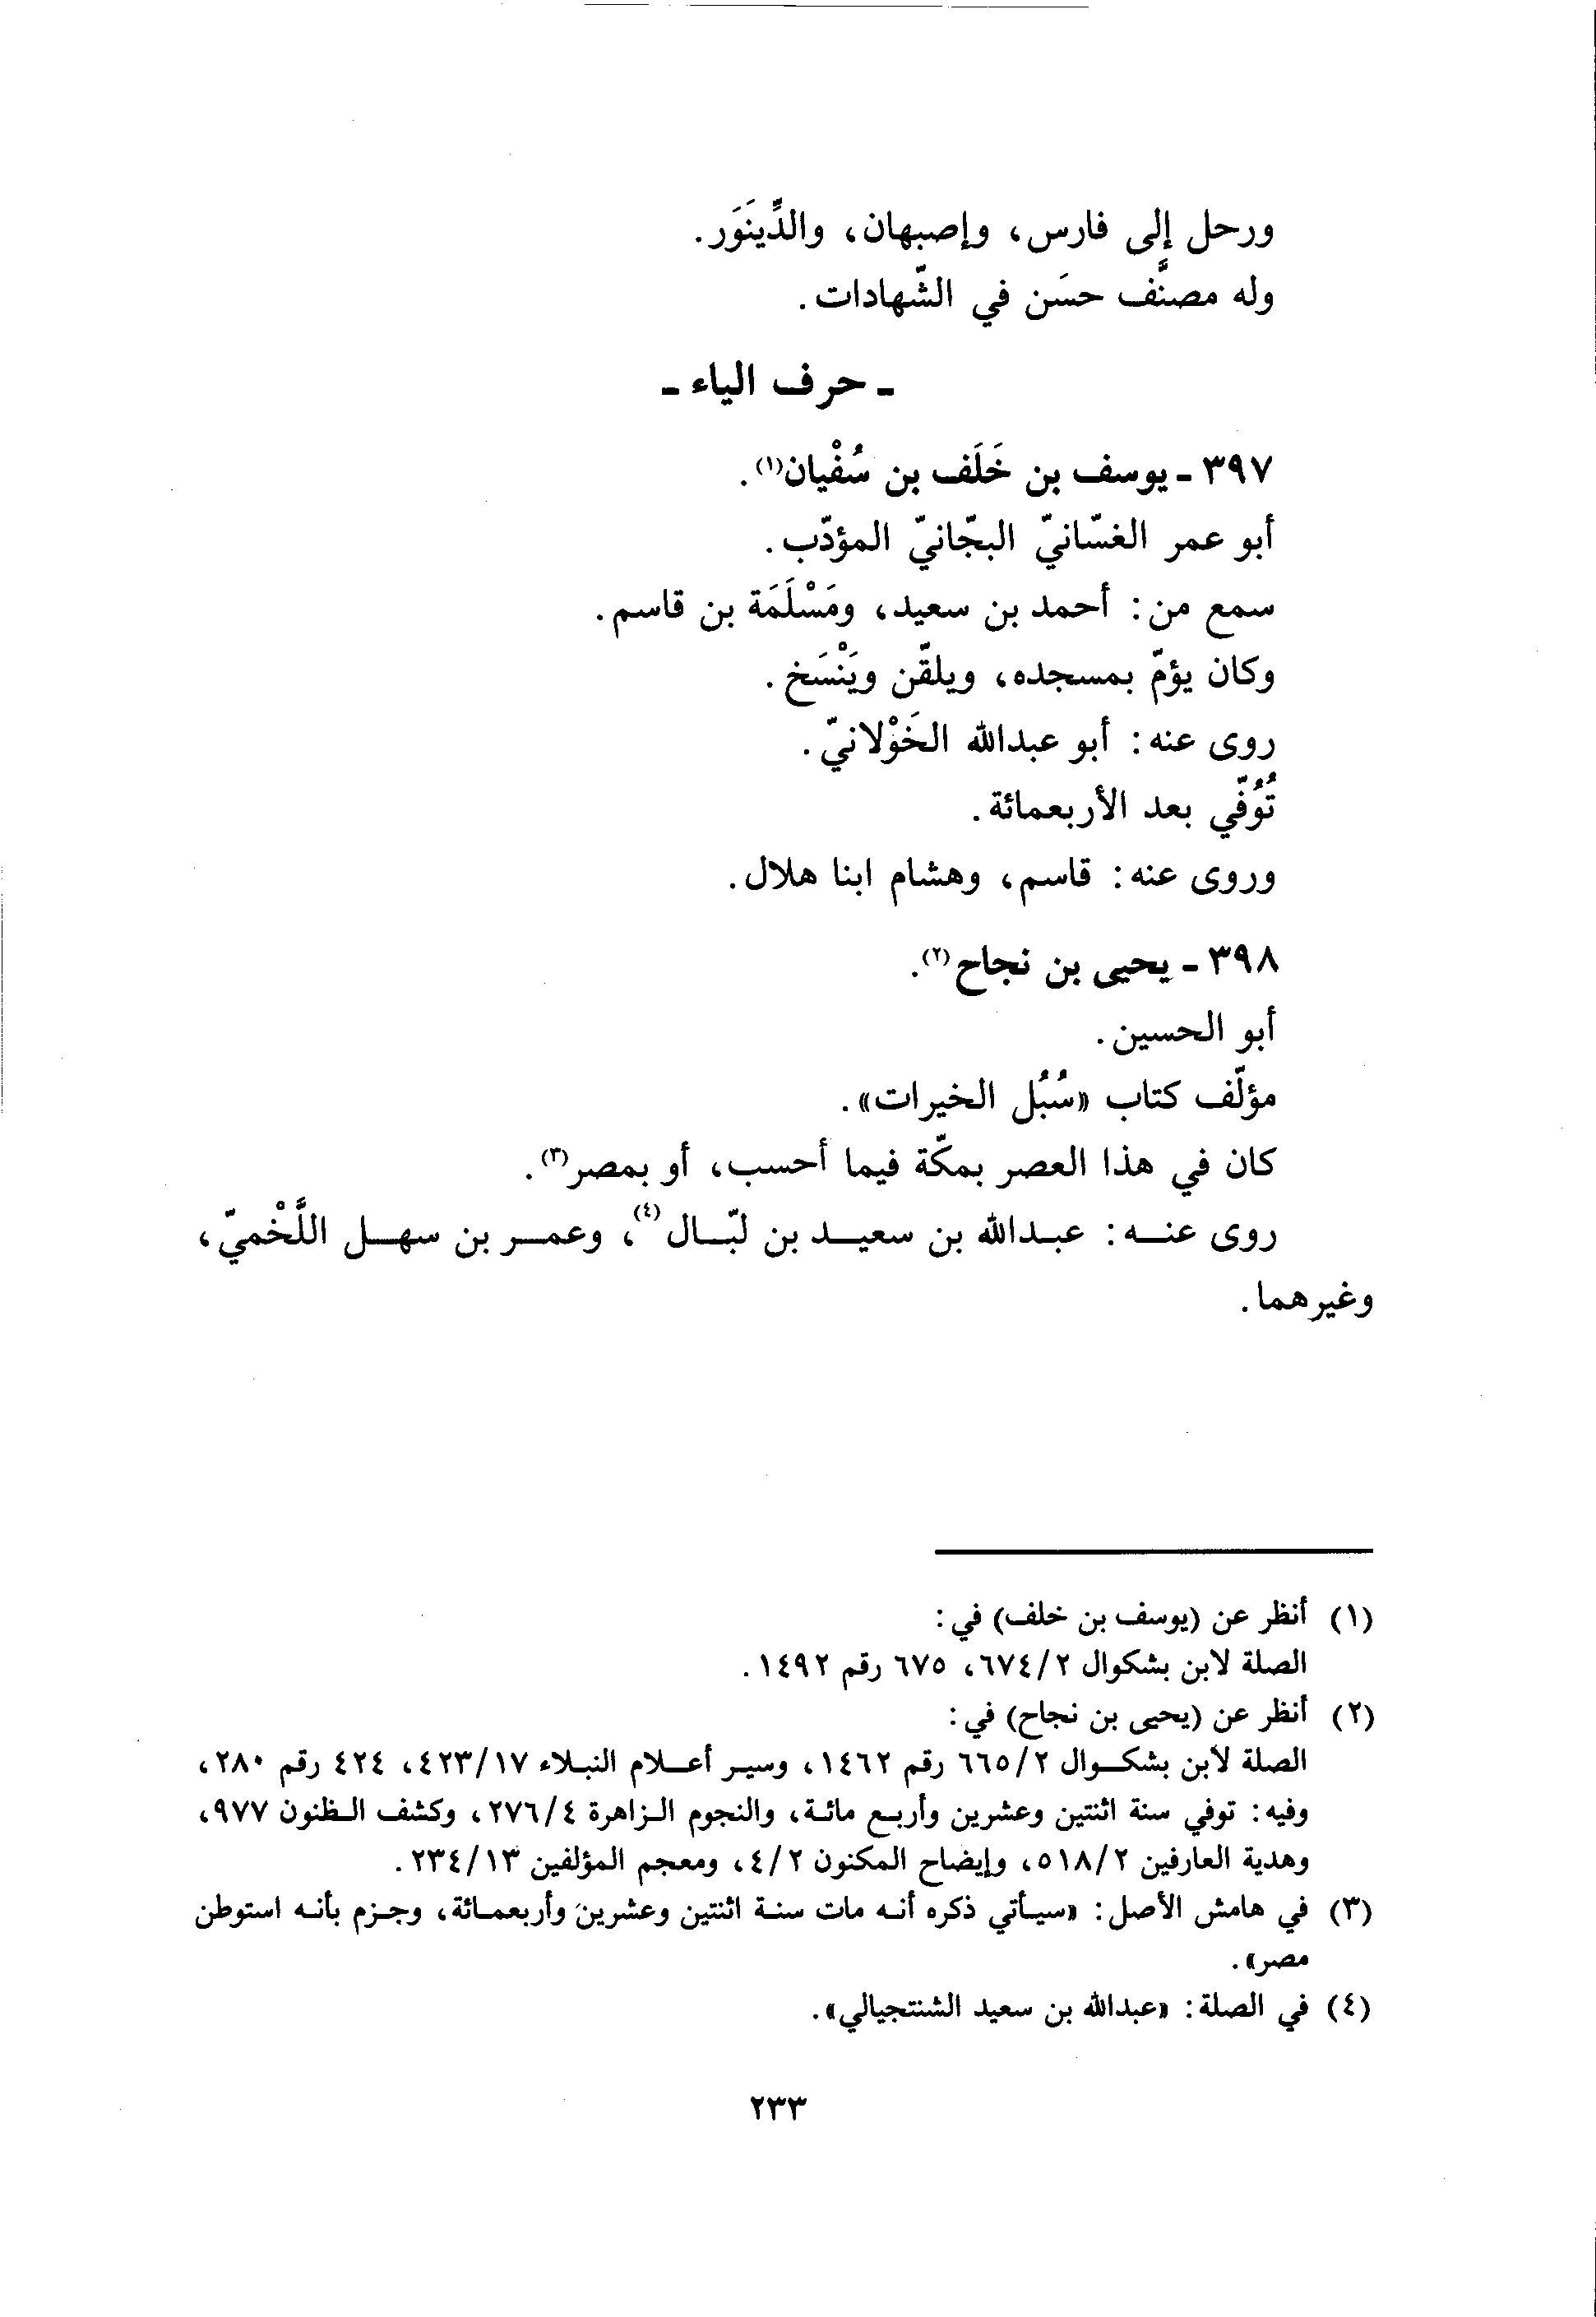 ورحل إلى فارس، وإصبهان، والدِّينَوَر.
وله مصنَّف حسَن في الشّهادات.
ـ حرف الياء ـ
٣٩٧ ـ يوسف بن خَلَف بن سُفْيان(١).
أبو عمر الغسّانيّ البجّانيّ المؤدّب.
سمع من: أحمد بن سعيد، ومَسْلَمَة بن قاسم.
وكان يؤمّ بمسجده، ويلقّن ويَنْسَخ.
روى عنه: أبو عبدالله الخَوْلانيّ.
تُوُفّي بعد الأربعمائة.
وروى عنه: قاسم، وهشام ابنا هلال.
٣٩٨ ـ يحيى بن نجاح(٢).
أبو الحسين.
مؤلّف كتاب «سُبُل الخيرات».
كان في هذا العصر بمكّة فيما أحسب، أو بمصر(٣).
روى عنه: عبدالله بن سعيد بن لبّال(٤)، وعمر بن سهل اللَّخْميّ،
وغيرهما.
(١) أنظر عن (يوسف بن خلف) في:
الصلة لابن بشكوال ٢/٦٧٤، ٦٧٥ رقم ١٤٩٢.
(٢) أنظر عن (يحيى بن نجاح) في:
الصلة لابن بشكوال ٢/٦٦٥ رقم ١٤٦٢، وسير أعلام النبلاء ١٧/٤٢٣، ٤٢٤ رقم ٢٨٠،
وفيه: توفي سنة اثنتين وعشرين وأربع مائة، والنجوم الزاهرة ٤/٢٧٦، وكشف الظنون ٩٧٧،
وهدية العارفين ٢/٥١٨، وإيضاح المكنون ٢/٤، ومعجم المؤلفين ١٣/٢٣٤.
(٣) في هامش الأصل: «سيأتي ذكره أنه مات سنة اثنتين وعشرين وأربعمائة، وجزم بأنه استوطن
مصر».
(٤) في الصلة: «عبدالله بن سعيد الشنتجيالي».
٢٣٣